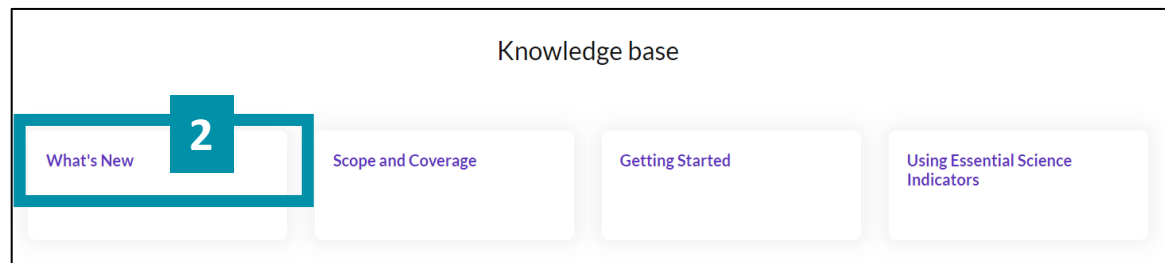 Knowledge base
2
What's New
Scope and Coverage
Getting Started
Using Essential Science
Indicators